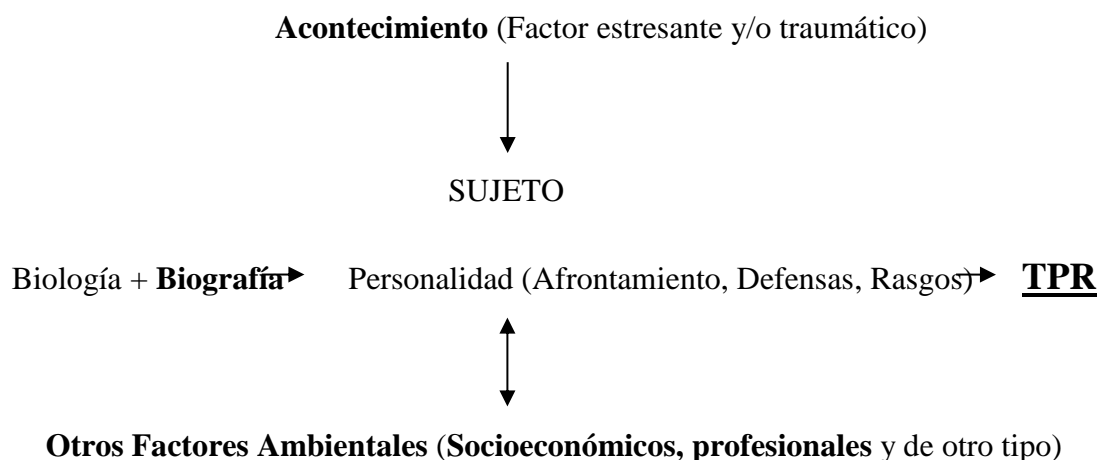 Acontecimiento (Factor estresante y/o traumático)
SUJETO
Biología + Biografía Personalidad (Afrontamiento, Defensas, Rasgos) TPR
Otros Factores Ambientales (Socioeconómicos, profesionales y de otro tipo)